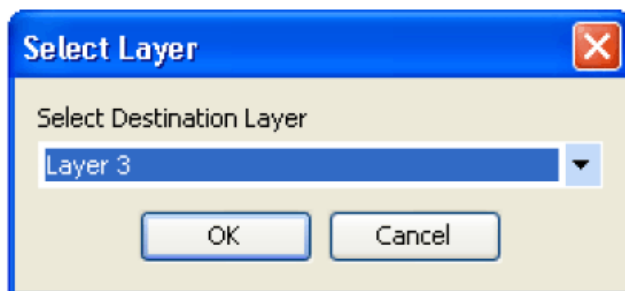 Select Layer
Select Destination Layer
Layer 3
OK
Cancel